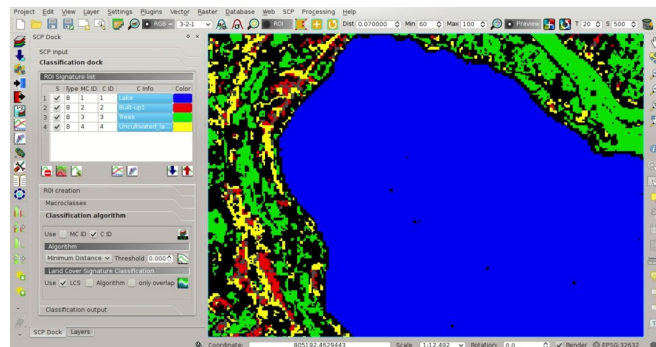 Project Edit View Layer Settings Plugins Vector Raster Database Web SCP Processing Help
RGB = 3-2-1 ROI Dist 0.070000 Min 60 Max 100 Preview T 20 S 500
SCP Dock
SCP input
Classification dock
ROI Signature list
S Type MC ID C ID C Info Color
1 B 1 1 Lake
2 B 2 2 Built-up1
3 B 3 3 Trees
4 B 4 4 Uncultivated_la...
ROI creation
Macroclasses
Classification algorithm
Use MC ID C ID
Algorithm
Minimum Distance Threshold 0.000
Land Cover Signature Classification
Use LCS Algorithm only overlap
Classification output
SCP Dock Layers
Coordinate: 805192,4629443 Scale 1:12.492 Rotation: 0.0 Render EPSG:32632